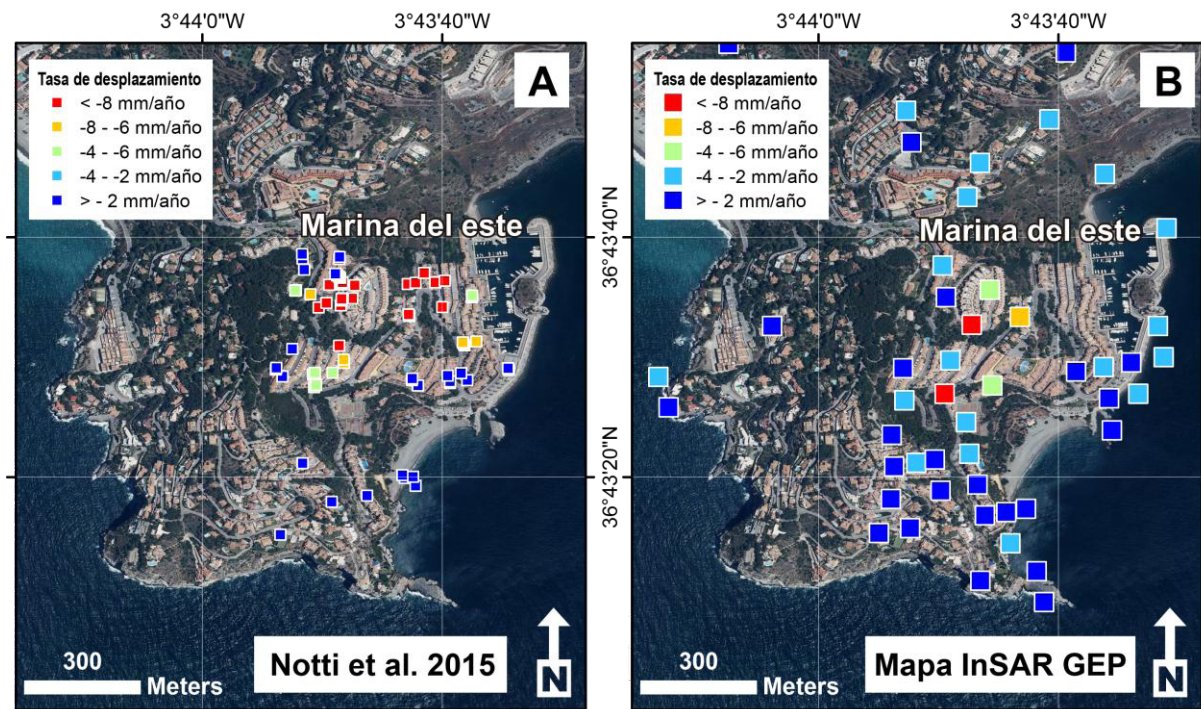 3°44'0"W
3°43'40"W
3°44'0"W
3°43'40"W
Tasa de desplazamiento
< -8 mm/año
-8 - -6 mm/año
-4 - -6 mm/año
-4 - -2 mm/año
> - 2 mm/año
A
Marina del este
300
Meters
Notti et al. 2015
N
36°43'40"N
36°43'20"N
Tasa de desplazamiento
< -8 mm/año
-8 - -6 mm/año
-4 - -6 mm/año
-4 - -2 mm/año
> - 2 mm/año
B
Marina del este
300
Meters
Mapa InSAR GEP
N